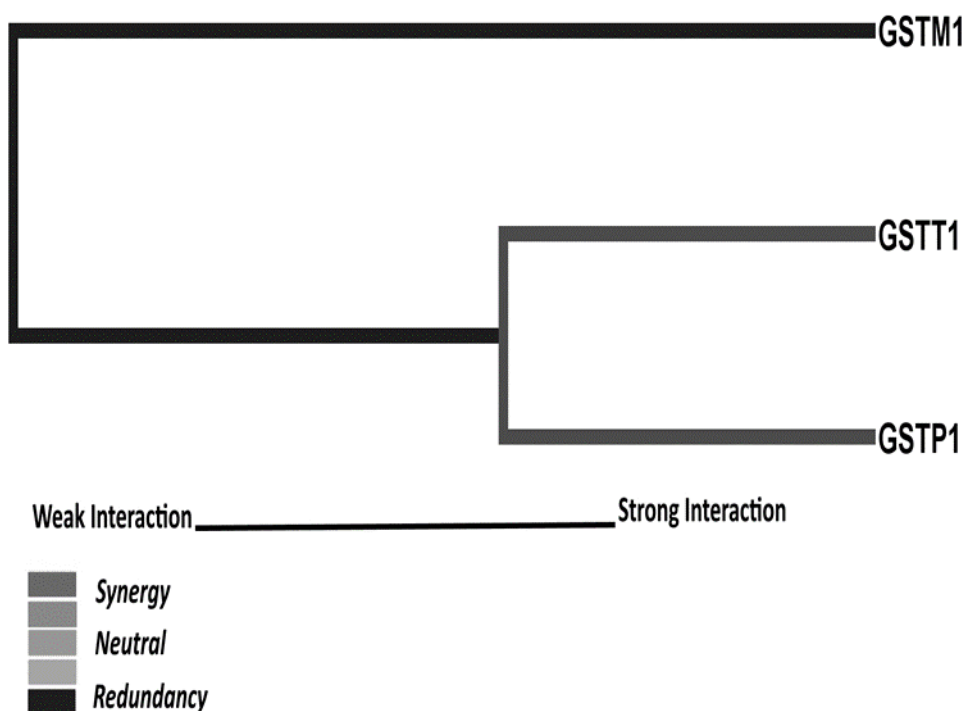 GSTM1
GSTT1
GSTP1
Weak Interaction Strong Interaction
Synergy
Neutral
Redundancy